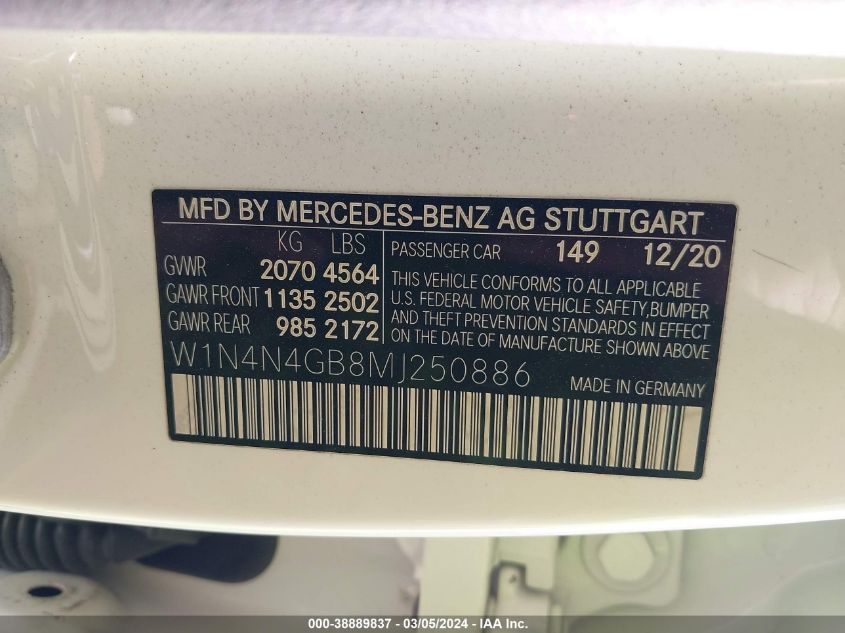 MFD BY MERCEDES-BENZ AG STUTTGART
KG LBS
GVWR 2070 4564
GAWR FRONT 1135 2502
GAWR REAR 985 2172
PASSENGER CAR 149 12/20
THIS VEHICLE CONFORMS TO ALL APPLICABLE
U.S. FEDERAL MOTOR VEHICLE SAFETY, BUMPER
AND THEFT PREVENTION STANDARDS IN EFFECT
ON THE DATE OF MANUFACTURE SHOWN ABOVE
W1N4N4GB8MJ250886
MADE IN GERMANY
000-38889837 - 03/05/2024 - IAA Inc.